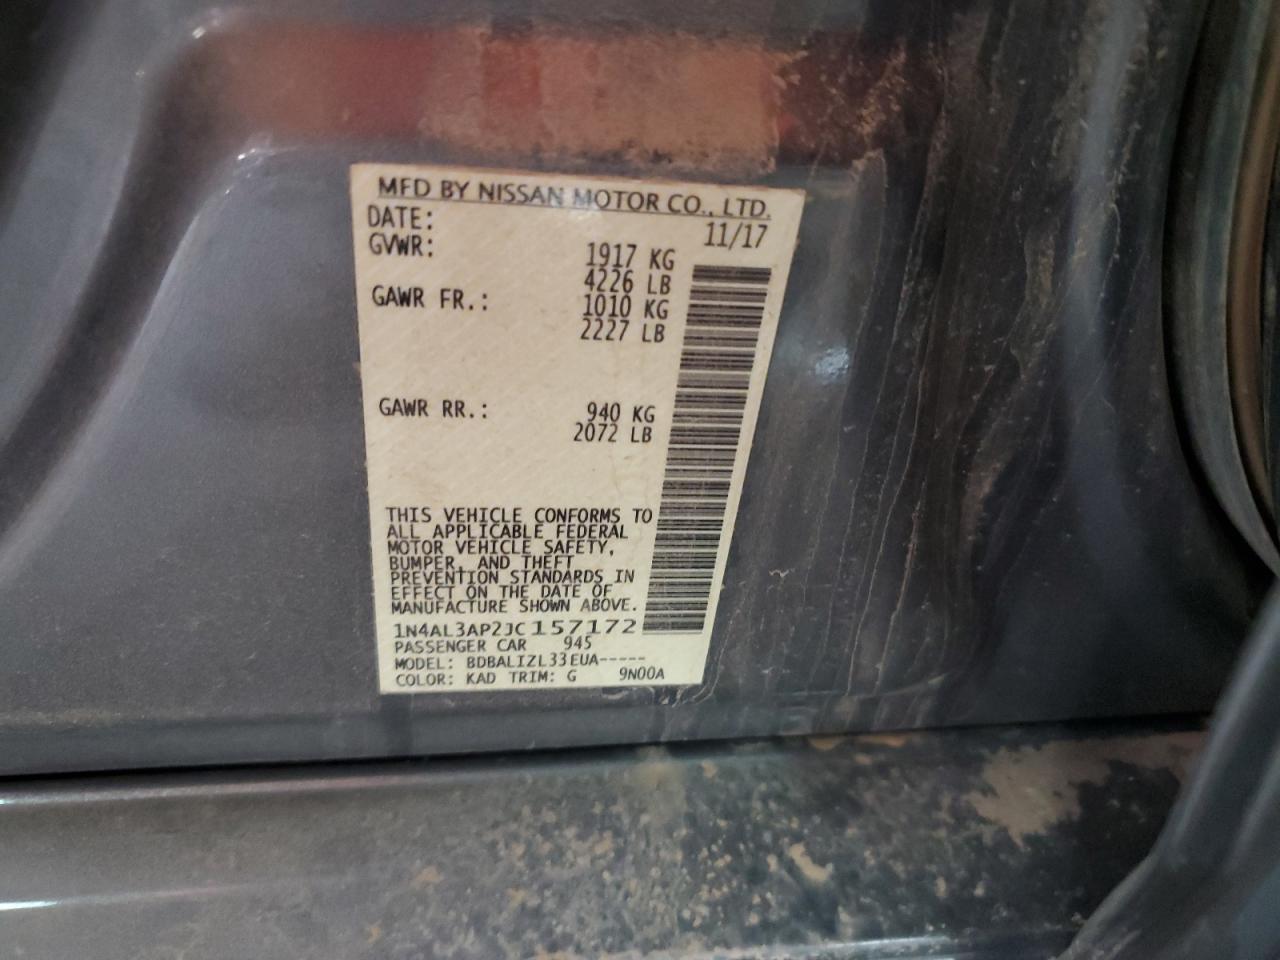 MFD BY NISSAN MOTOR CO., LTD.
DATE: 11/17
GVWR: 1917 KG
4226 LB
GAWR FR.: 1010 KG
2227 LB
GAWR RR.: 940 KG
2072 LB
THIS VEHICLE CONFORMS TO
ALL APPLICABLE FEDERAL
MOTOR VEHICLE SAFETY,
BUMPER, AND THEFT
PREVENTION STANDARDS IN
EFFECT ON THE DATE OF
MANUFACTURE SHOWN ABOVE.
1N4AL3AP2JC157172
PASSENGER CAR 945
MODEL: BDBALIZL33EUA-----
COLOR: KAD TRIM: G 9N00A